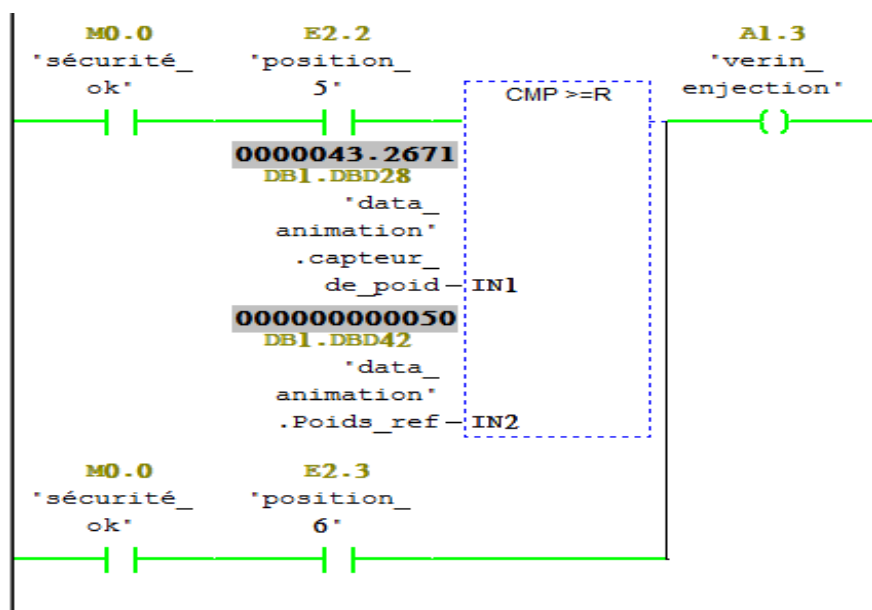 M0.0 E2.2 A1.3
"sécurité_ "position_ "verin_
ok" 5" CMP >=R enjection"
0000043.2671
DB1.DBD28
"data_
animation"
.capteur_
de_poid IN1
000000000050
DB1.DBD42
"data_
animation"
.Poids_ref IN2
M0.0 E2.3
"sécurité_ "position_
ok" 6"